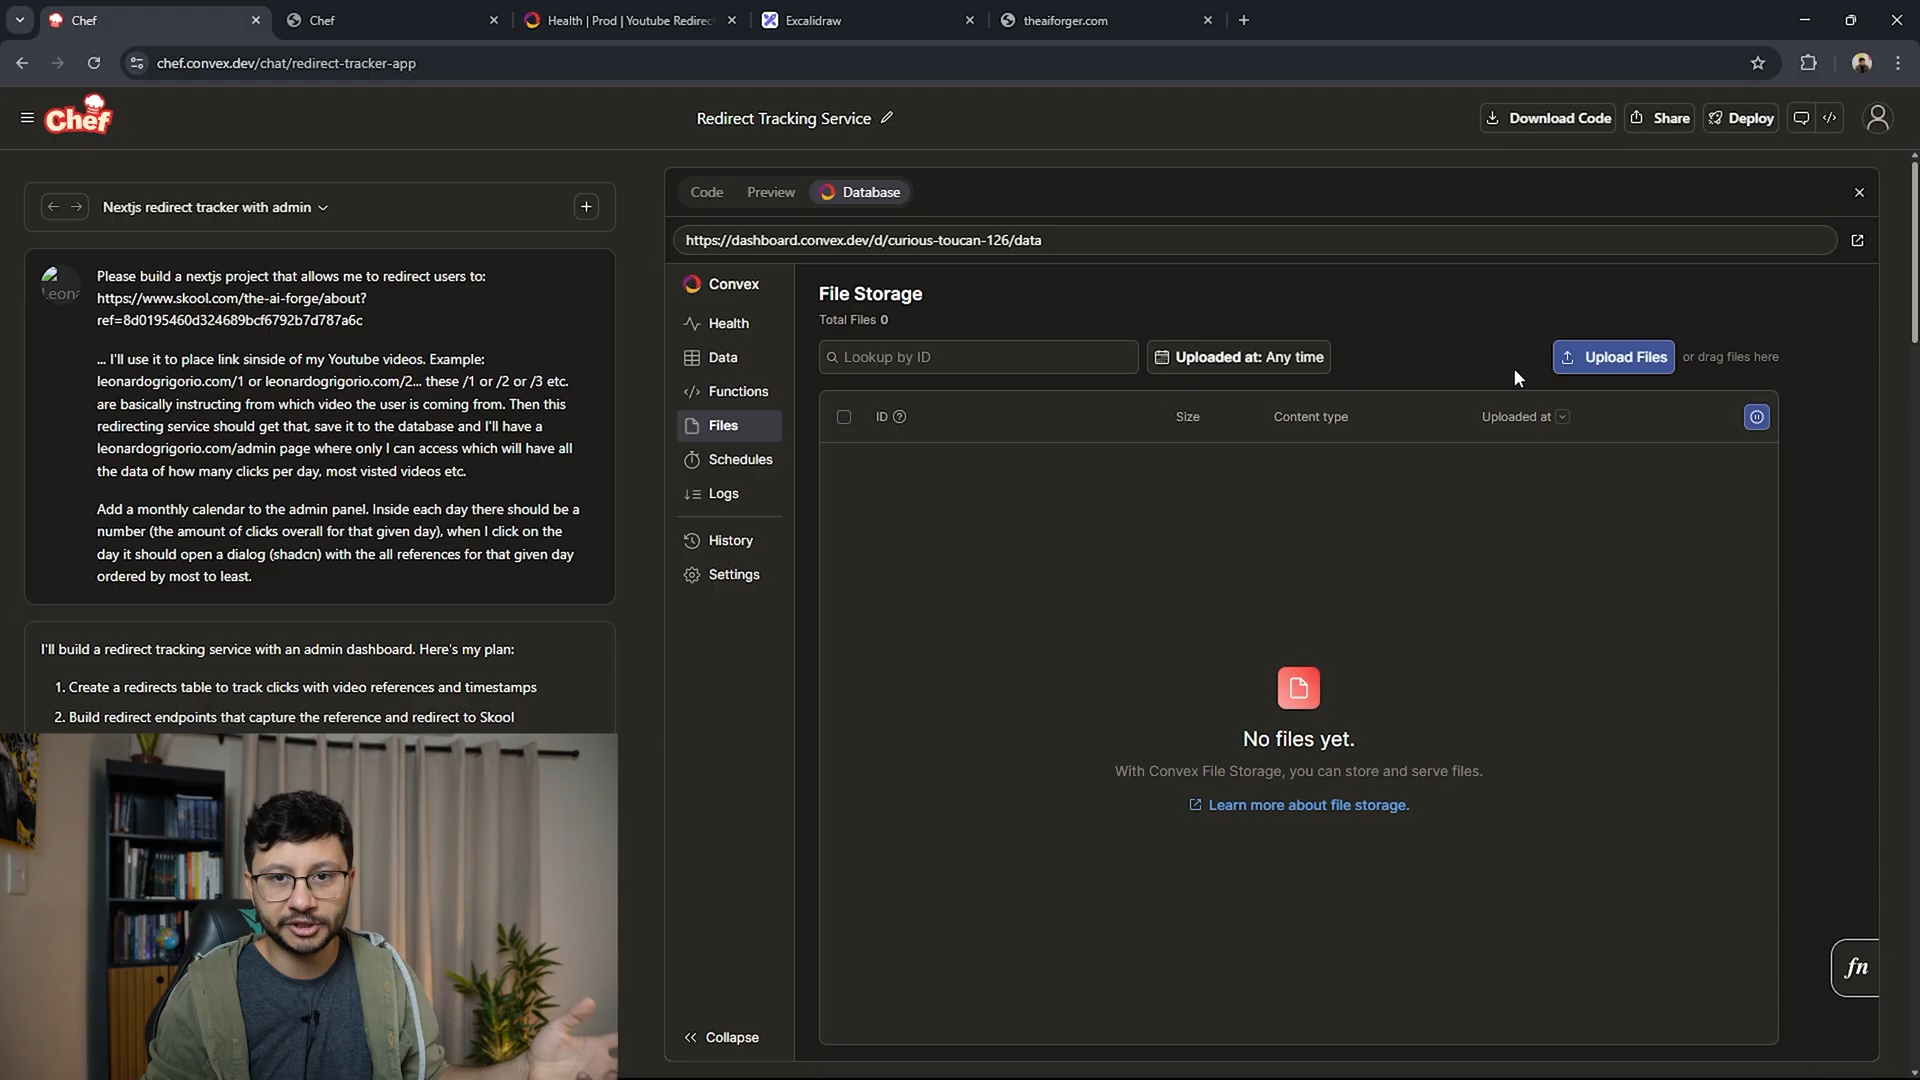 Chef
Chef
Health | Prod | Youtube Redirec
Excalidraw
theaiforger.com
chef.convex.dev/chat/redirect-tracker-app
Chef
Redirect Tracking Service
Download Code
Share
Deploy
Nextjs redirect tracker with admin
Leona
Please build a nextjs project that allows me to redirect users to:
https://www.skool.com/the-ai-forge/about?
ref=8d0195460d324689bcf6792b7d787a6c
... I'll use it to place link sinside of my Youtube videos. Example:
leonardogrigorio.com/1 or leonardogrigorio.com/2... these /1 or /2 or /3 etc.
are basically instructing from which video the user is coming from. Then this
redirecting service should get that, save it to the database and I'll have a
leonardogrigorio.com/admin page where only I can access which will have all
the data of how many clicks per day, most visted videos etc.
Add a monthly calendar to the admin panel. Inside each day there should be a
number (the amount of clicks overall for that given day), when I click on the
day it should open a dialog (shadcn) with the all references for that given day
ordered by most to least.
I'll build a redirect tracking service with an admin dashboard. Here's my plan:
1. Create a redirects table to track clicks with video references and timestamps
2. Build redirect endpoints that capture the reference and redirect to Skool
Code
Preview
Database
https://dashboard.convex.dev/d/curious-toucan-126/data
Convex
Health
Data
Functions
Files
Schedules
Logs
History
Settings
Collapse
File Storage
Total Files 0
Lookup by ID
Uploaded at: Any time
Upload Files
or drag files here
ID
Size
Content type
Uploaded at
No files yet.
With Convex File Storage, you can store and serve files.
Learn more about file storage.
fn